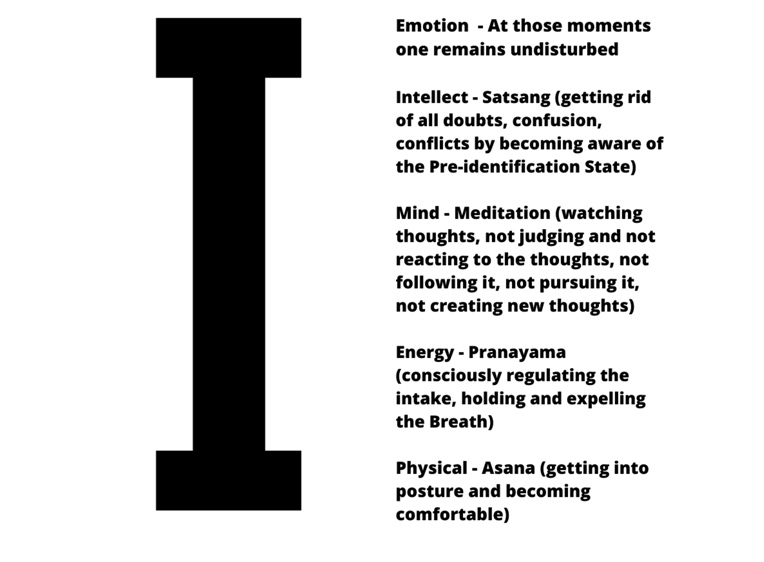 I
Emotion  - At those moments
one remains undisturbed
Intellect - Satsang (getting rid
of all doubts, confusion,
conflicts by becoming aware of
the Pre-identification State)
Mind - Meditation (watching
thoughts, not judging and not
reacting to the thoughts, not
following it, not pursuing it,
not creating new thoughts)
Energy - Pranayama
(consciously regulating the
intake, holding and expelling
the Breath)
Physical - Asana (getting into
posture and becoming
comfortable)